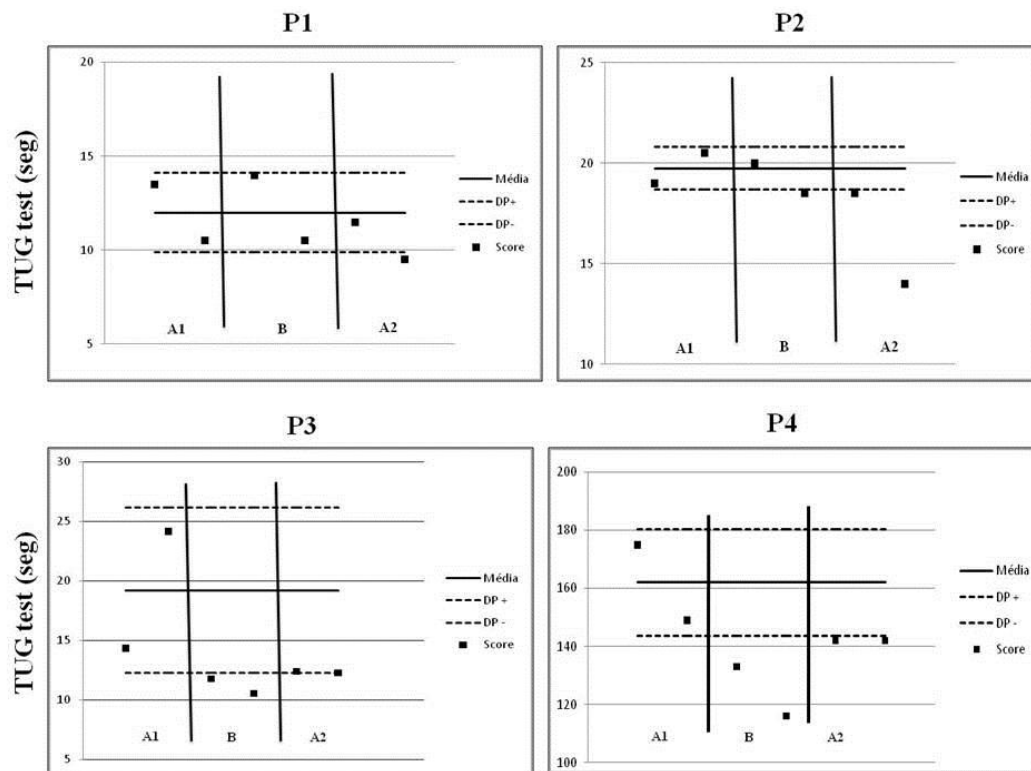 P1
TUG test (seg)
20
15
10
5
A1 B A2
Média
DP+
DP-
Score
P2
25
20
15
10
A1 B A2
Média
DP+
DP-
Score
P3
TUG test (seg)
30
25
20
15
10
5
A1 B A2
Média
DP +
DP -
Score
P4
200
180
160
140
120
100
A1 B A2
Média
DP +
DP -
Score